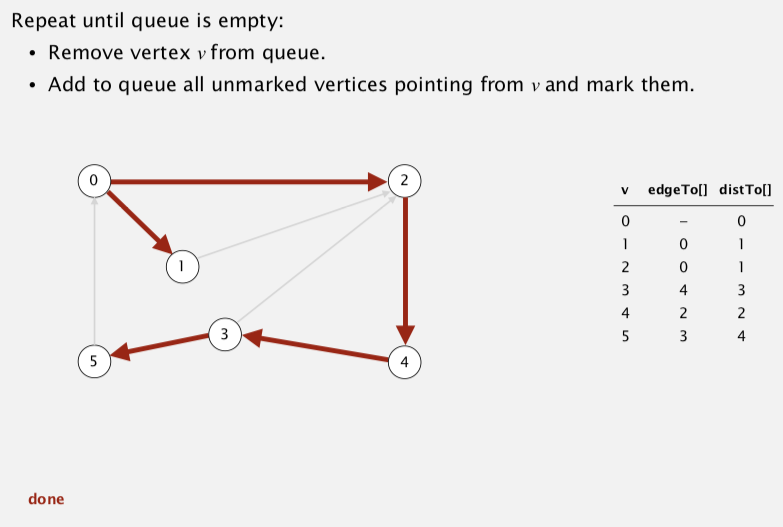 Repeat until queue is empty:
• Remove vertex v from queue.
• Add to queue all unmarked vertices pointing from v and mark them.
0
2
1
3
5
4
v edgeTo[] distTo[]
0 – 0
1 0 1
2 0 1
3 4 3
4 2 2
5 3 4
done